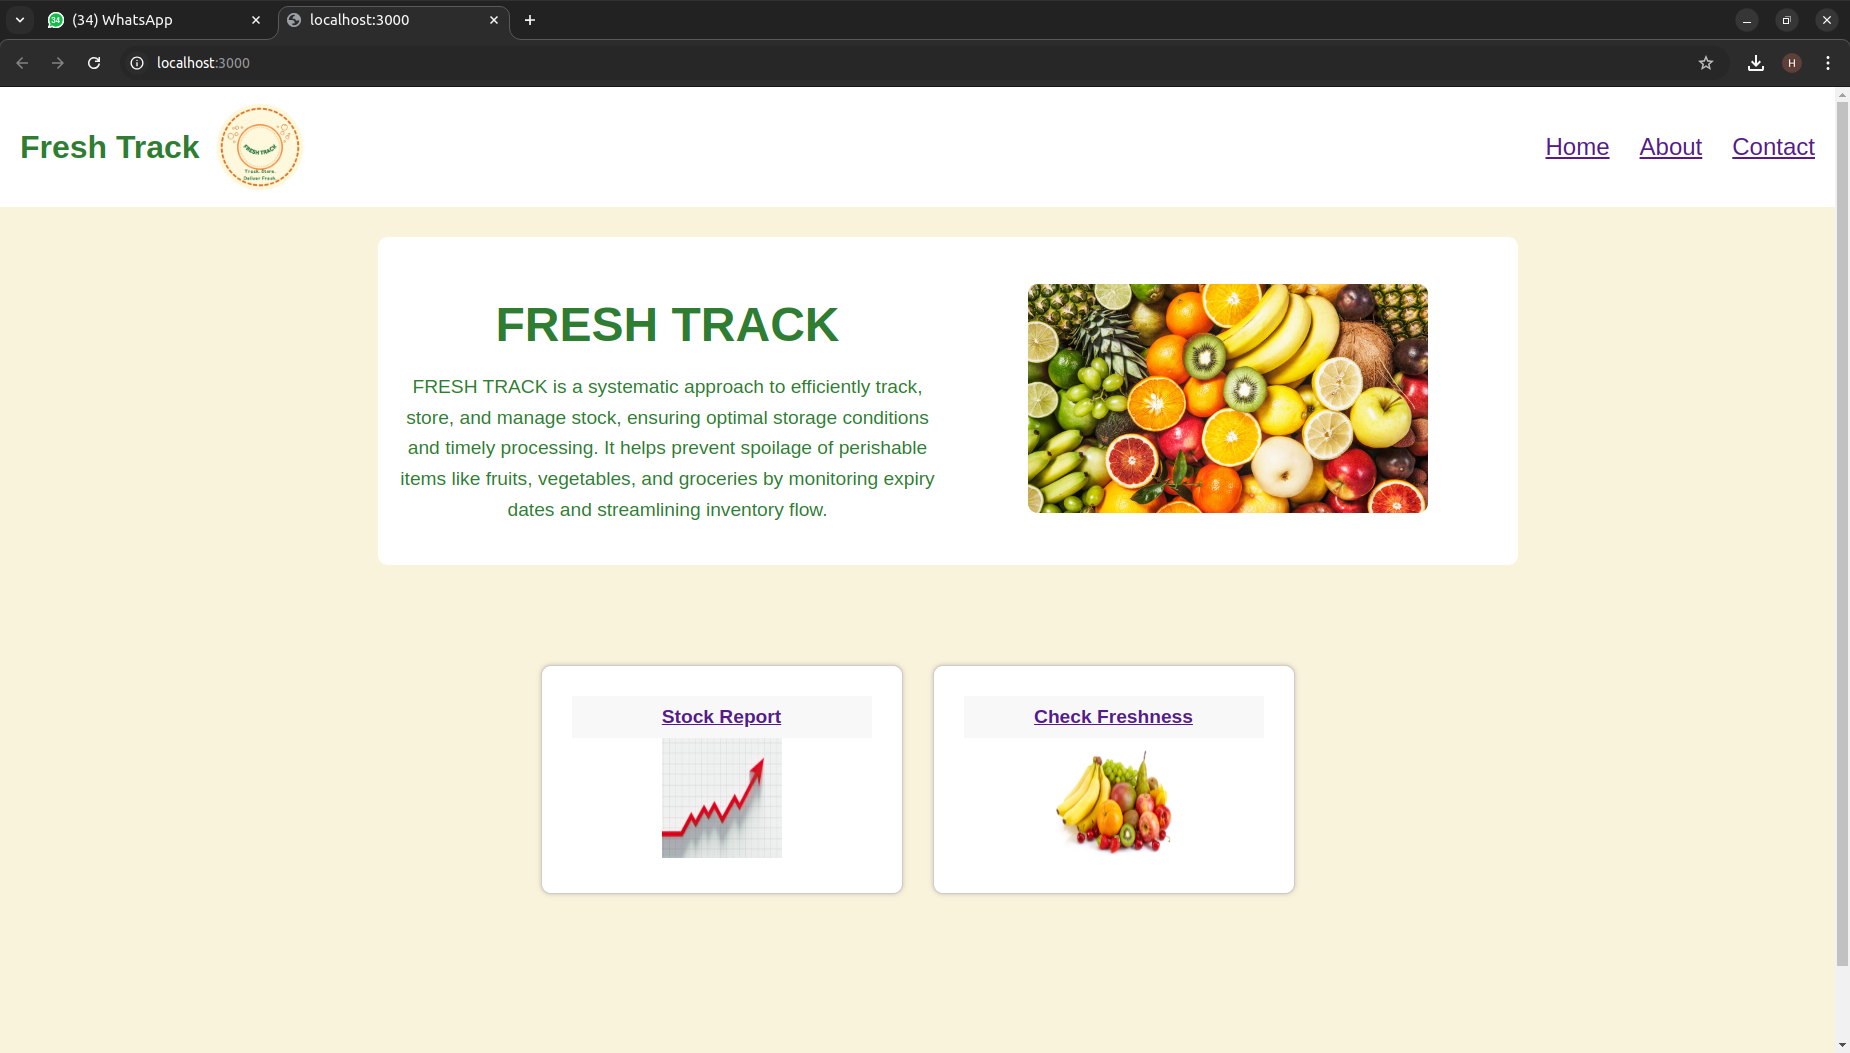 (34) WhatsApp
localhost:3000
localhost:3000
H
Fresh Track
FRESH TRACK
Track. Store.
Deliver Fresh.
Home About Contact
FRESH TRACK
FRESH TRACK is a systematic approach to efficiently track,
store, and manage stock, ensuring optimal storage conditions
and timely processing. It helps prevent spoilage of perishable
items like fruits, vegetables, and groceries by monitoring expiry
dates and streamlining inventory flow.
Stock Report
Check Freshness